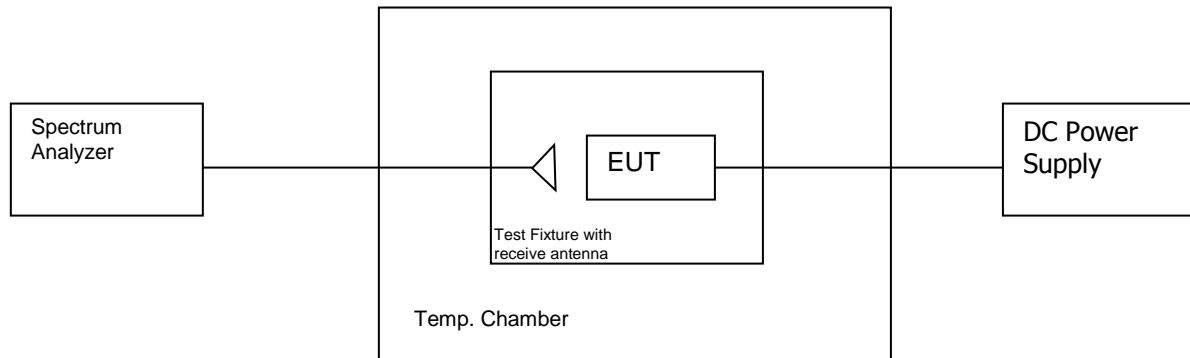 Spectrum
Analyzer
EUT
DC Power
Supply
Test Fixture with
receive antenna
Temp. Chamber